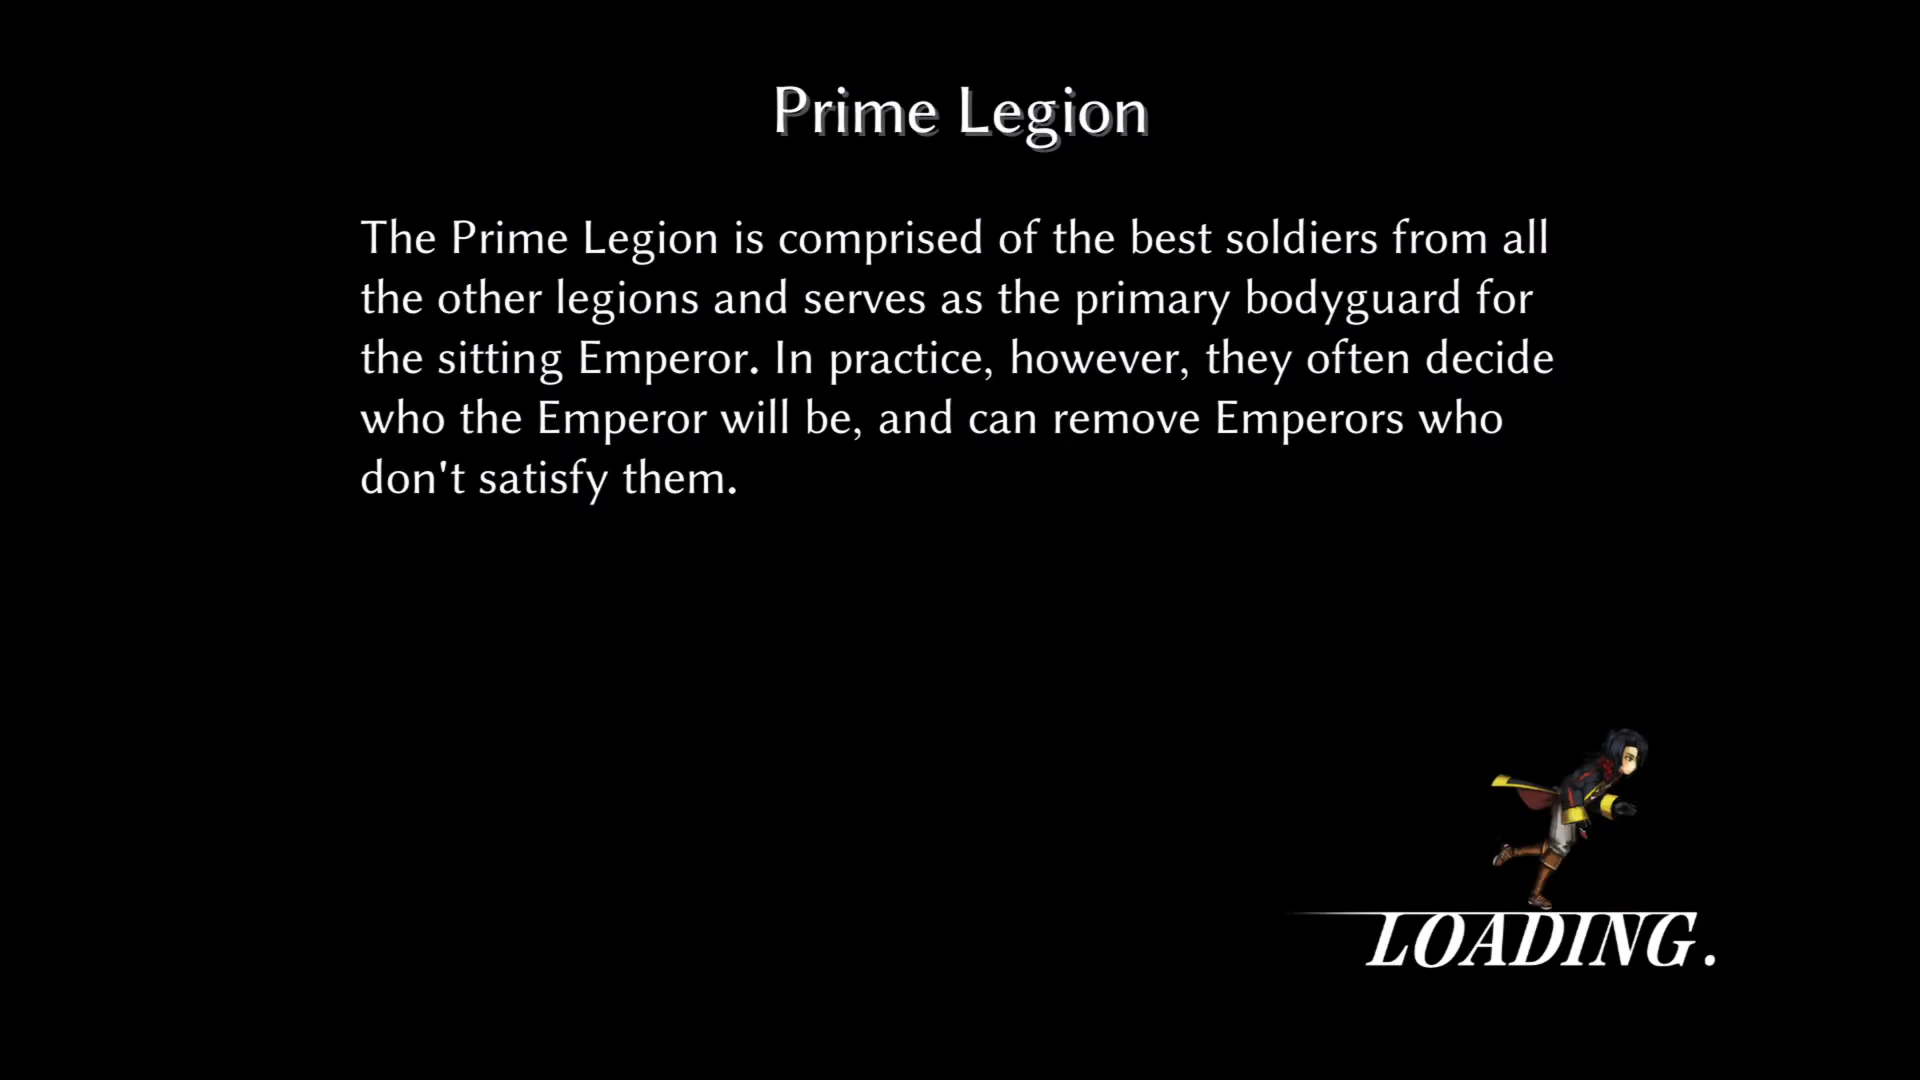 Prime Legion
The Prime Legion is comprised of the best soldiers from all
the other legions and serves as the primary bodyguard for
the sitting Emperor. In practice, however, they often decide
who the Emperor will be, and can remove Emperors who
don't satisfy them.
LOADING.